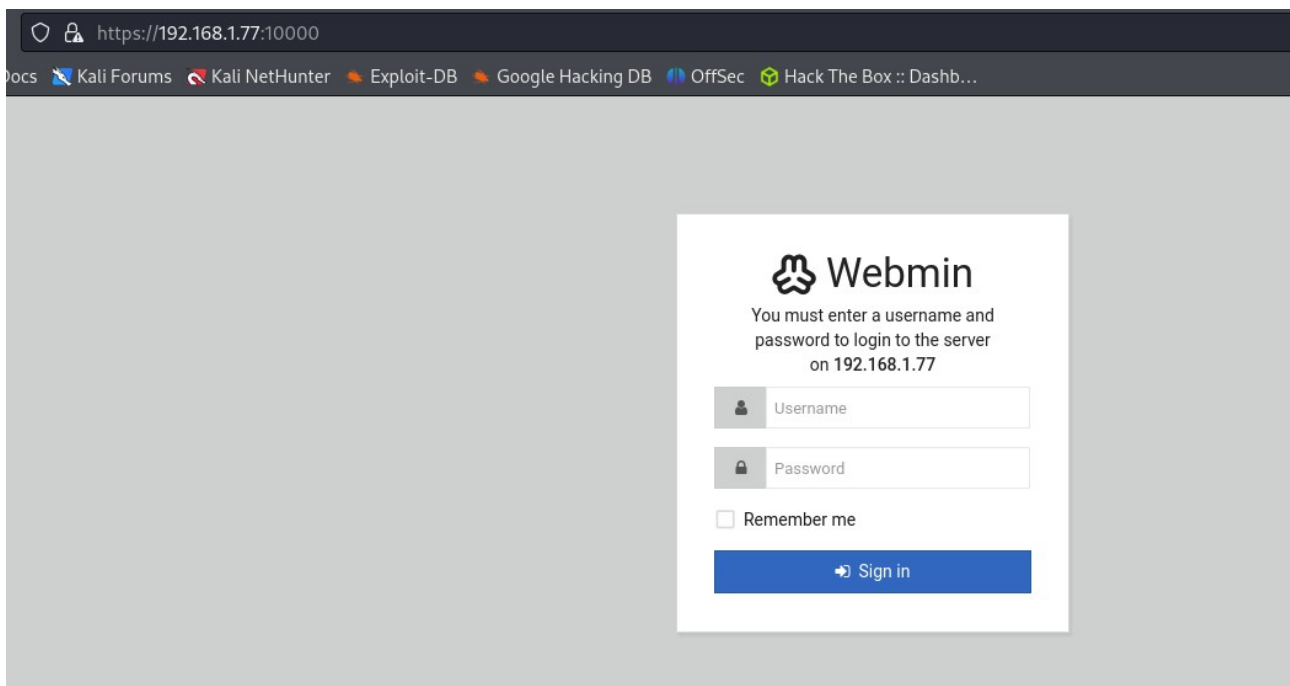 https://192.168.1.77:10000
Docs Kali Forums Kali NetHunter Exploit-DB Google Hacking DB OffSec Hack The Box :: Dashb…
Webmin
You must enter a username and
password to login to the server
on 192.168.1.77
Username
Password
Remember me
Sign in